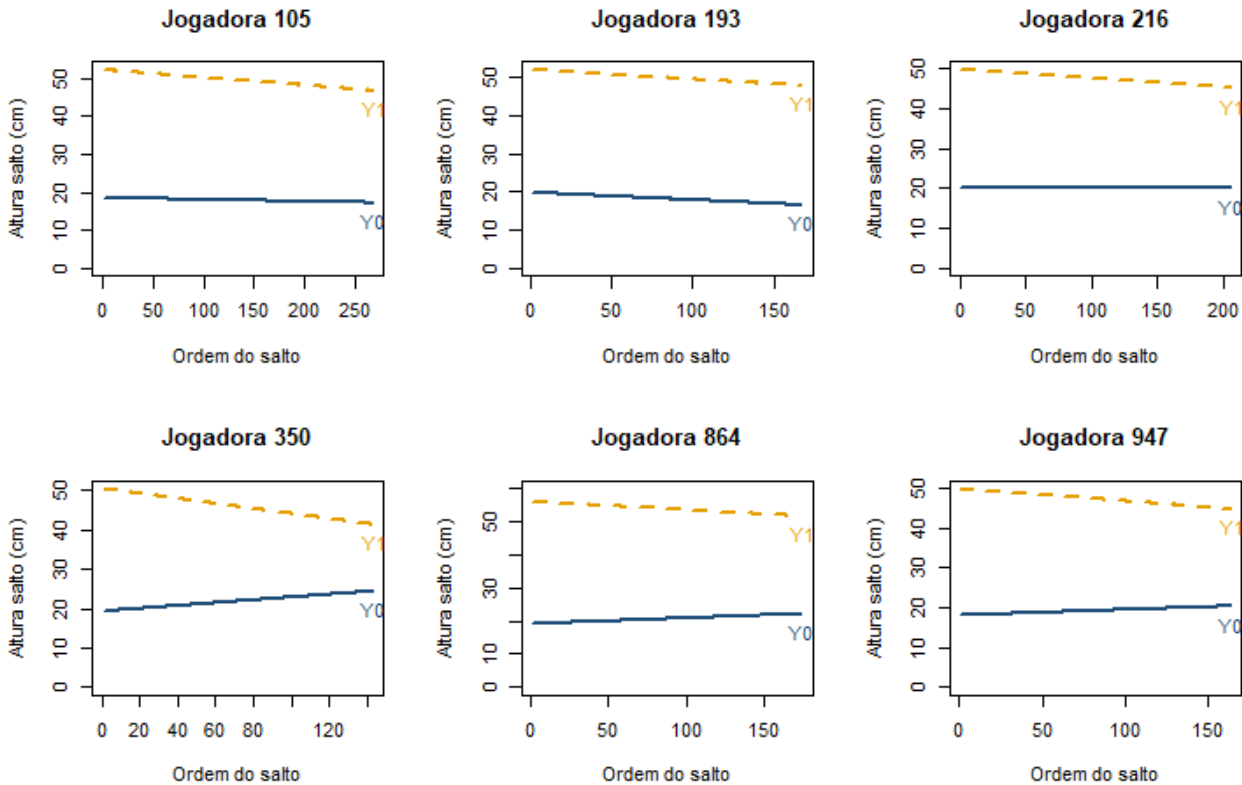 Jogadora 105
Altura salto (cm)
50
40
30
20
10
0
Y1
Y0
0 50 100 150 200 250
Ordem do salto
Jogadora 193
Altura salto (cm)
50
40
30
20
10
0
Y1
Y0
0 50 100 150
Ordem do salto
Jogadora 216
Altura salto (cm)
50
40
30
20
10
0
Y1
Y0
0 50 100 150 200
Ordem do salto
Jogadora 350
Altura salto (cm)
50
40
30
20
10
0
Y1
Y0
0 20 40 60 80 120
Ordem do salto
Jogadora 864
Altura salto (cm)
50
30
10
0
Y1
Y0
0 50 100 150
Ordem do salto
Jogadora 947
Altura salto (cm)
50
40
30
20
10
0
Y1
Y0
0 50 100 150
Ordem do salto